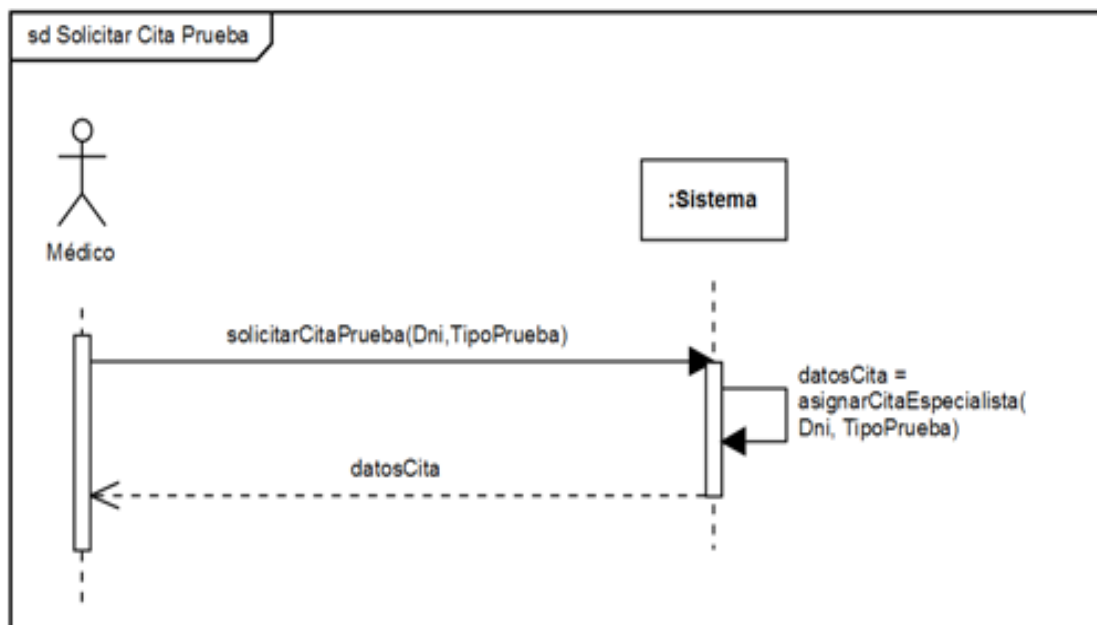 sd Solicitar Cita Prueba
Médico
:Sistema
solicitarCitaPrueba(Dni,TipoPrueba)
datosCita =
asignarCitaEspecialista(
Dni, TipoPrueba)
datosCita